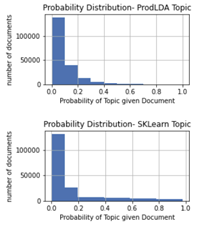 Probability Distribution- ProdLDA Topic
number of documents
100000
50000
0
0.0 0.2 0.4 0.6 0.8 1.0
Probability of Topic given Document
Probability Distribution- SKLearn Topic
number of documents
100000
50000
0
0.0 0.2 0.4 0.6 0.8 1.0
Probability of Topic given Document